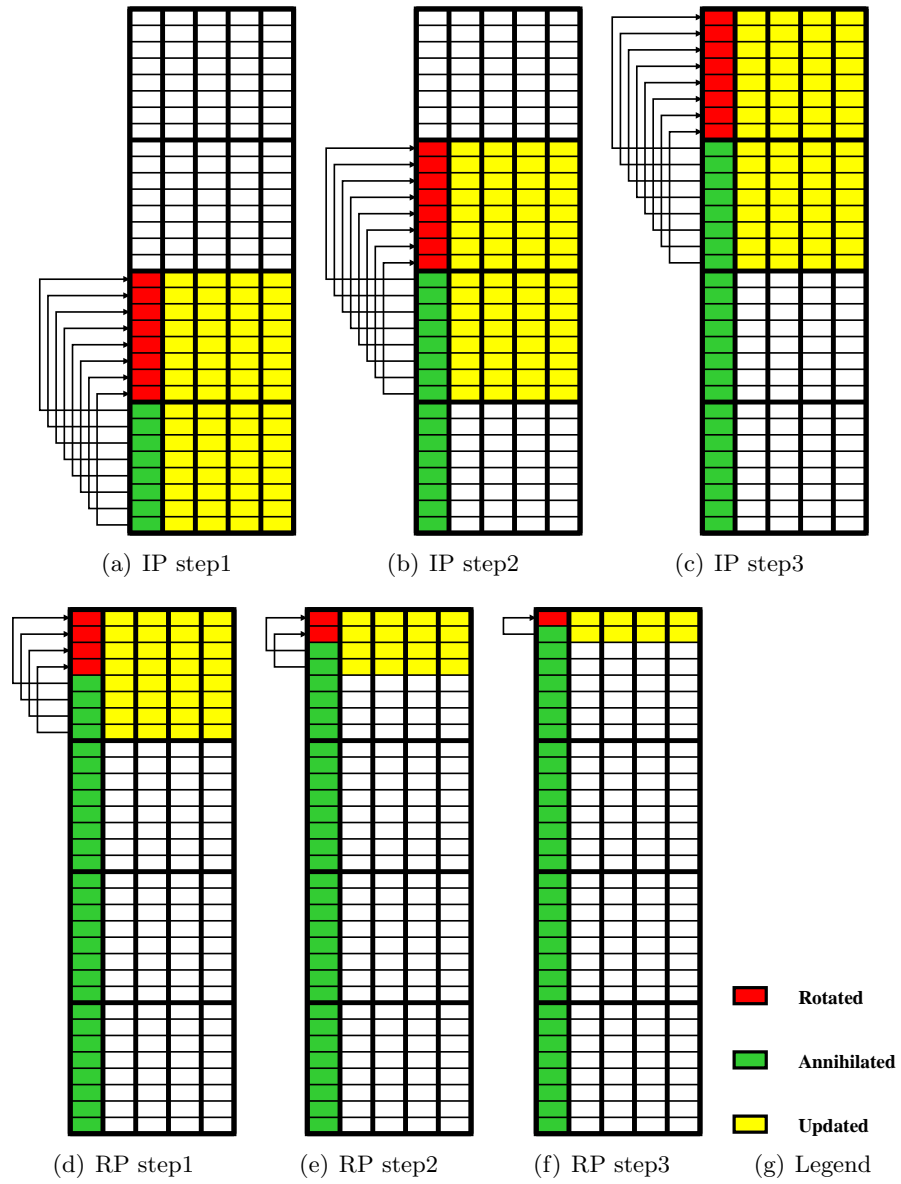 (a) IP step1
(b) IP step2
(c) IP step3
Rotated
Annihilated
Updated
(d) RP step1
(e) RP step2
(f) RP step3
(g) Legend